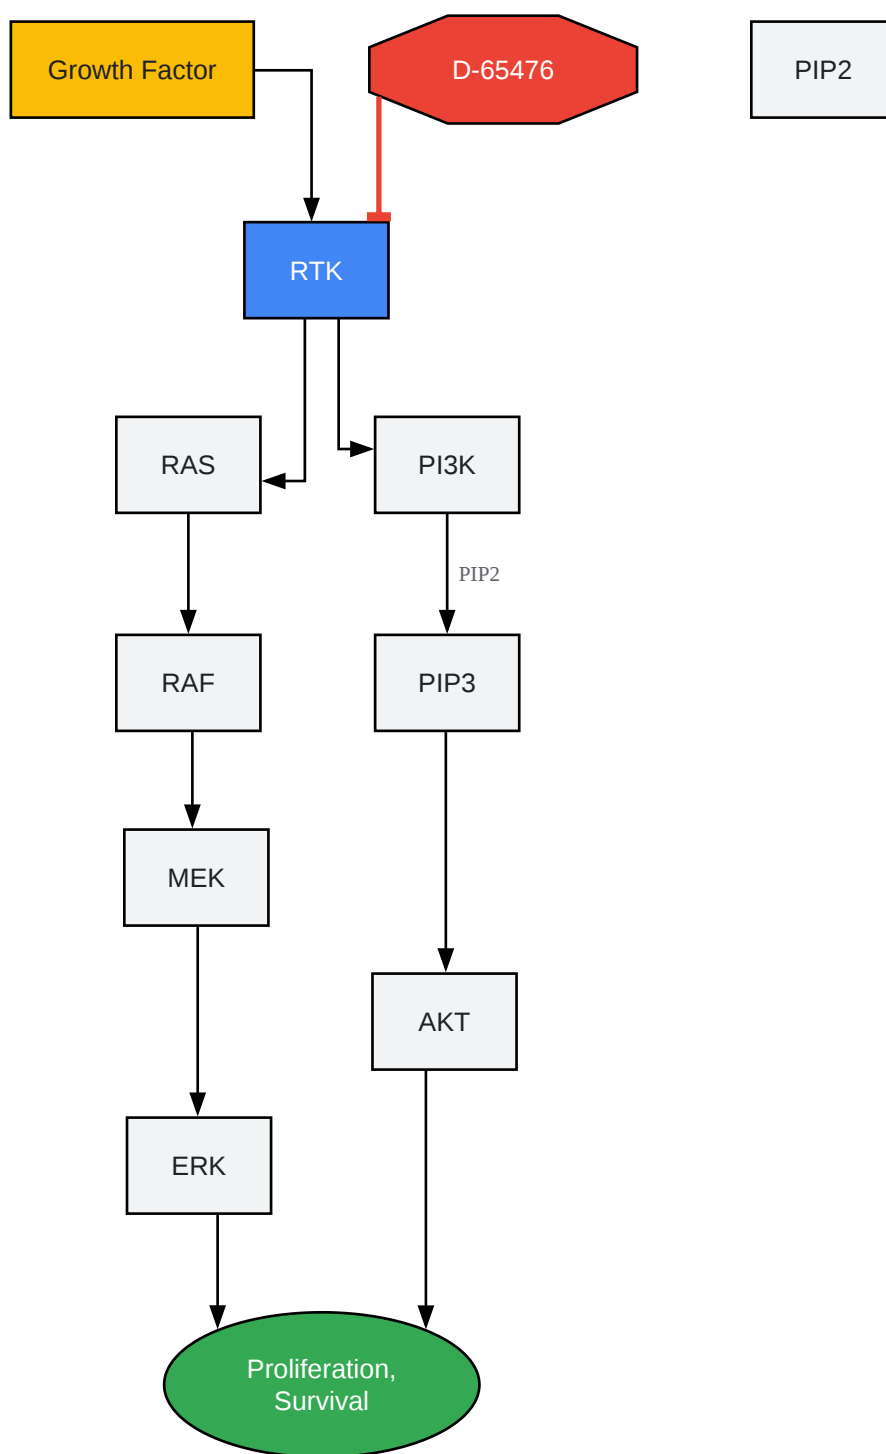 Growth Factor
D-65476
PIP2
RTK
RAS
PI3K
PIP2
RAF
PIP3
MEK
AKT
ERK
Proliferation,
Survival